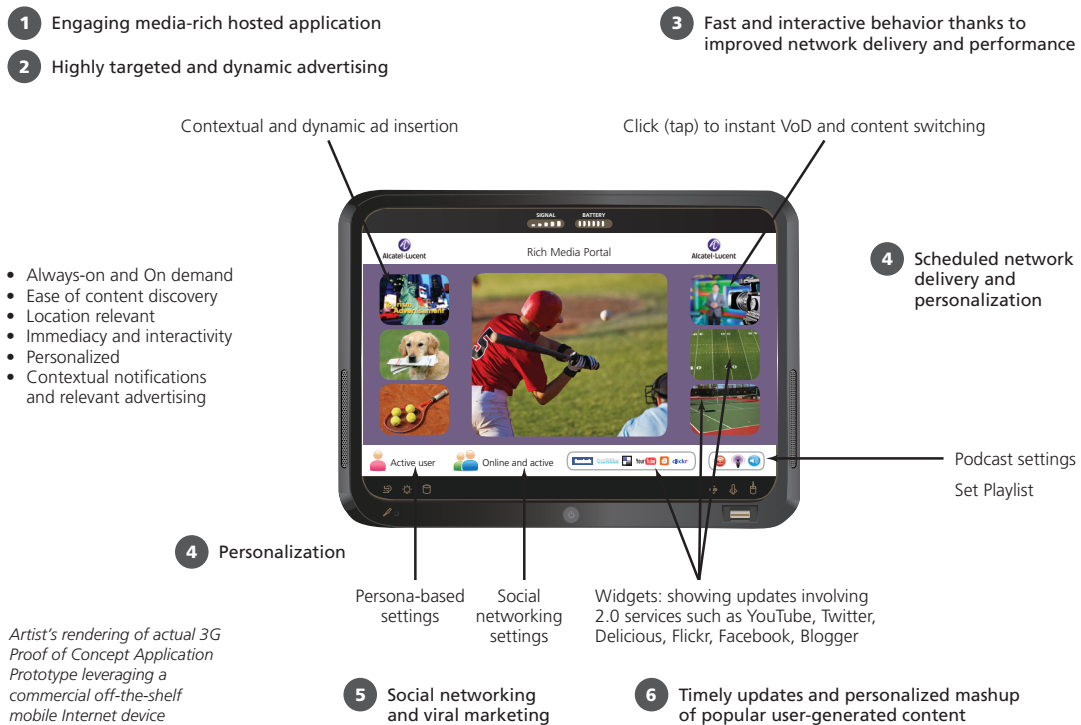 1 Engaging media-rich hosted application
2 Highly targeted and dynamic advertising
3 Fast and interactive behavior thanks to
improved network delivery and performance
Contextual and dynamic ad insertion
Click (tap) to instant VoD and content switching
SIGNAL BATTERY
Alcatel-Lucent
Rich Media Portal
Alcatel-Lucent
• Always-on and On demand
• Ease of content discovery
• Location relevant
• Immediacy and interactivity
• Personalized
• Contextual notifications
and relevant advertising
4 Scheduled network
delivery and
personalization
Tourism
Advertisement
5
Active user
Online and active
facebook YouTube flickr
Podcast settings
Set Playlist
4 Personalization
Persona-based
settings
Social
networking
settings
Widgets: showing updates involving
2.0 services such as YouTube, Twitter,
Delicious, Flickr, Facebook, Blogger
Artist's rendering of actual 3G
Proof of Concept Application
Prototype leveraging a
commercial off-the-shelf
mobile Internet device
5 Social networking
and viral marketing
6 Timely updates and personalized mashup
of popular user-generated content